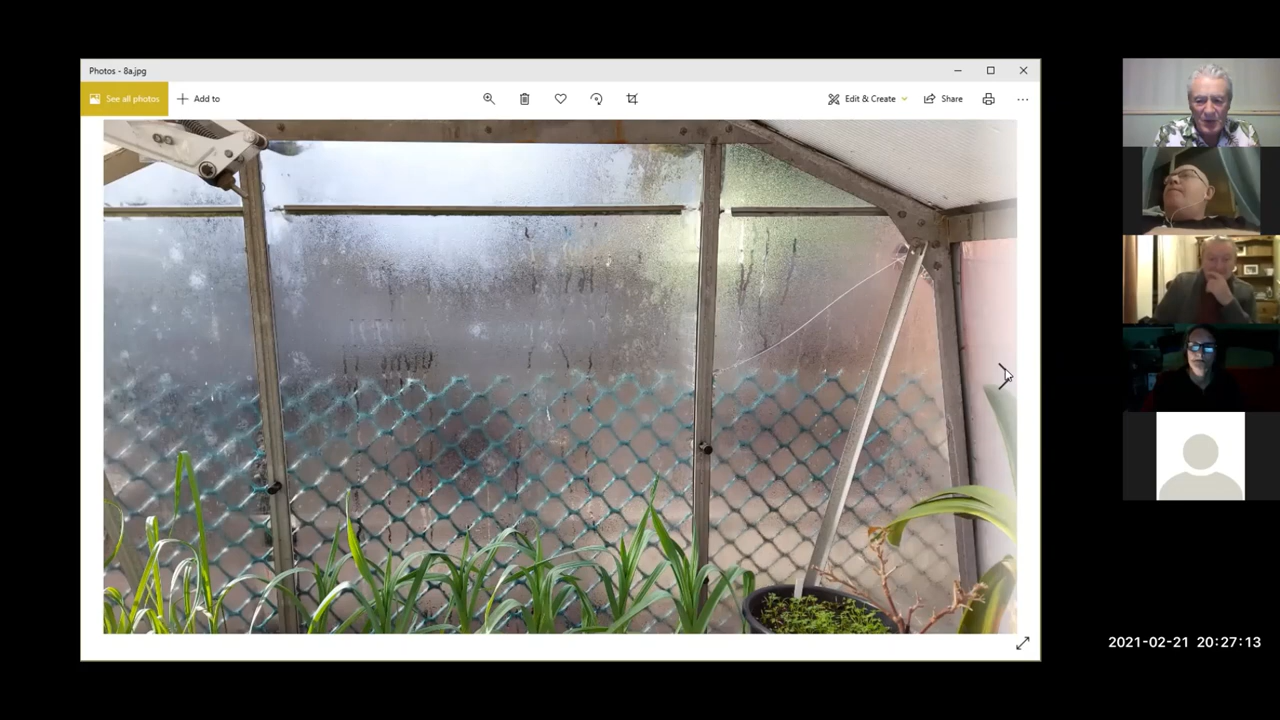 Photos - 8a.jpg
See all photos
Add to
Edit & Create
Share
2021-02-21 20:27:13